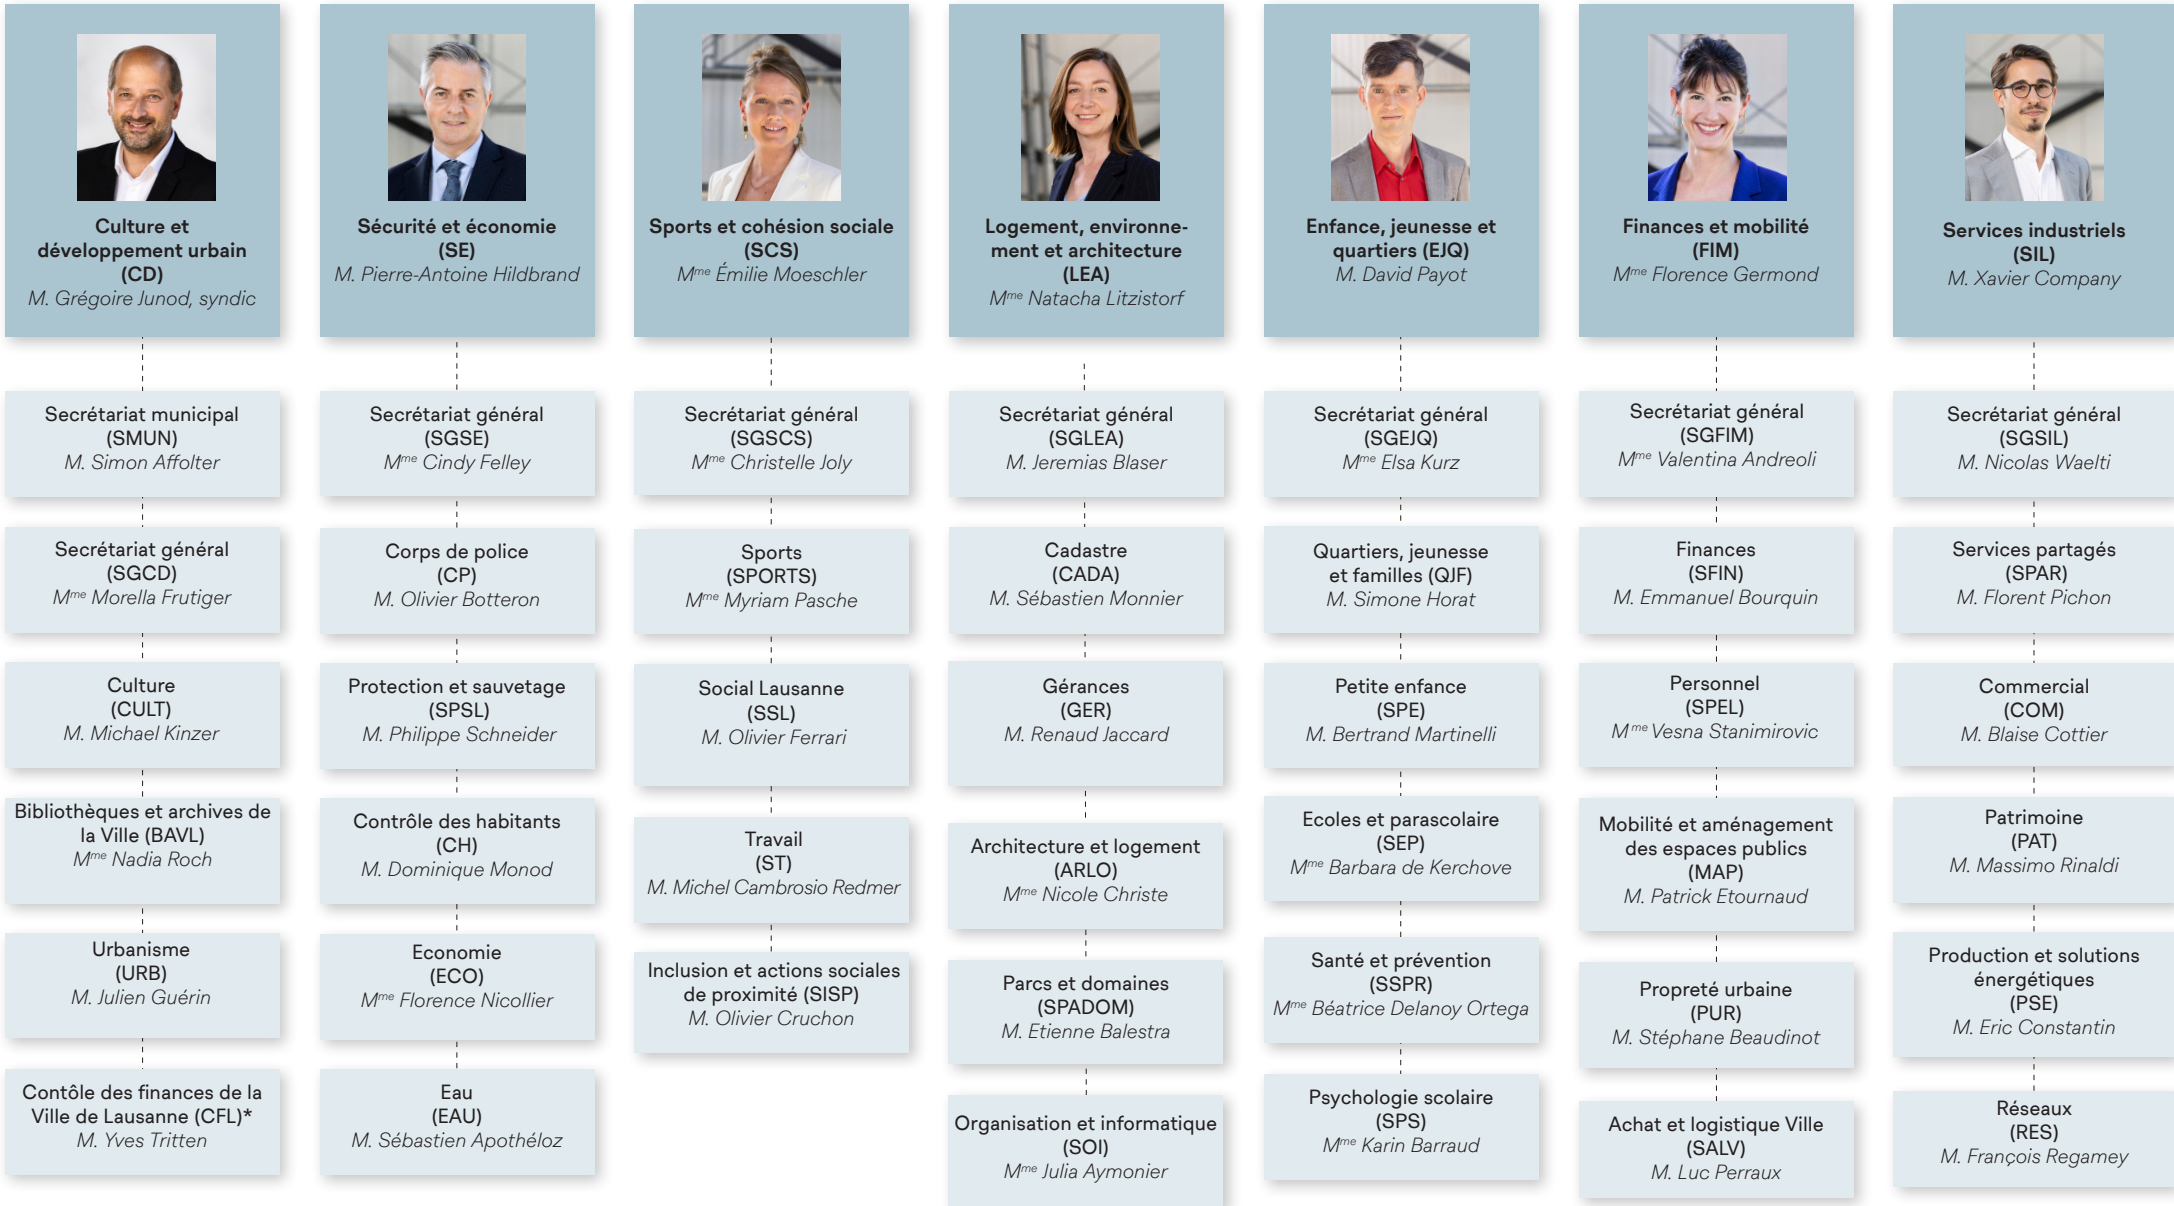 Culture et
développement urbain
(CD)
M. Grégoire Junod, syndic
Secrétariat municipal
(SMUN)
M. Simon Affolter
Secrétariat général
(SGCD)
Mme Morella Frutiger
Culture
(CULT)
M. Michael Kinzer
Bibliothèques et archives de
la Ville (BAVL)
Mme Nadia Roch
Urbanisme
(URB)
M. Julien Guérin
Contôle des finances de la
Ville de Lausanne (CFL)*
M. Yves Tritten
Sécurité et économie
(SE)
M. Pierre-Antoine Hildbrand
Secrétariat général
(SGSE)
Mme Cindy Felley
Corps de police
(CP)
M. Olivier Botteron
Protection et sauvetage
(SPSL)
M. Philippe Schneider
Contrôle des habitants
(CH)
M. Dominique Monod
Economie
(ECO)
Mme Florence Nicollier
Eau
(EAU)
M. Sébastien Apothéloz
Sports et cohésion sociale
(SCS)
Mme Émilie Moeschler
Secrétariat général
(SGSCS)
Mme Christelle Joly
Sports
(SPORTS)
Mme Myriam Pasche
Social Lausanne
(SSL)
M. Olivier Ferrari
Travail
(ST)
M. Michel Cambrosio Redmer
Inclusion et actions sociales
de proximité (SISP)
M. Olivier Cruchon
Logement, environne-
ment et architecture
(LEA)
Mme Natacha Litzistorf
Secrétariat général
(SGLEA)
M. Jeremias Blaser
Cadastre
(CADA)
M. Sébastien Monnier
Gérances
(GER)
M. Renaud Jaccard
Architecture et logement
(ARLO)
Mme Nicole Christe
Parcs et domaines
(SPADOM)
M. Etienne Balestra
Organisation et informatique
(SOI)
Mme Julia Aymonier
Enfance, jeunesse et
quartiers (EJQ)
M. David Payot
Secrétariat général
(SGEJQ)
Mme Elsa Kurz
Quartiers, jeunesse
et familles (QJF)
M. Simone Horat
Petite enfance
(SPE)
M. Bertrand Martinelli
Ecoles et parascolaire
(SEP)
Mme Barbara de Kerchove
Santé et prévention
(SSPR)
Mme Béatrice Delanoy Ortega
Psychologie scolaire
(SPS)
Mme Karin Barraud
Finances et mobilité
(FIM)
Mme Florence Germond
Secrétariat général
(SGFIM)
Mme Valentina Andreoli
Finances
(SFIN)
M. Emmanuel Bourquin
Personnel
(SPEL)
Mme Vesna Stanimirovic
Mobilité et aménagement
des espaces publics
(MAP)
M. Patrick Etournaud
Propreté urbaine
(PUR)
M. Stéphane Beaudinot
Achat et logistique Ville
(SALV)
M. Luc Perraux
Services industriels
(SIL)
M. Xavier Company
Secrétariat général
(SGSIL)
M. Nicolas Waelti
Services partagés
(SPAR)
M. Florent Pichon
Commercial
(COM)
M. Blaise Cottier
Patrimoine
(PAT)
M. Massimo Rinaldi
Production et solutions
énergétiques
(PSE)
M. Eric Constantin
Réseaux
(RES)
M. François Regamey